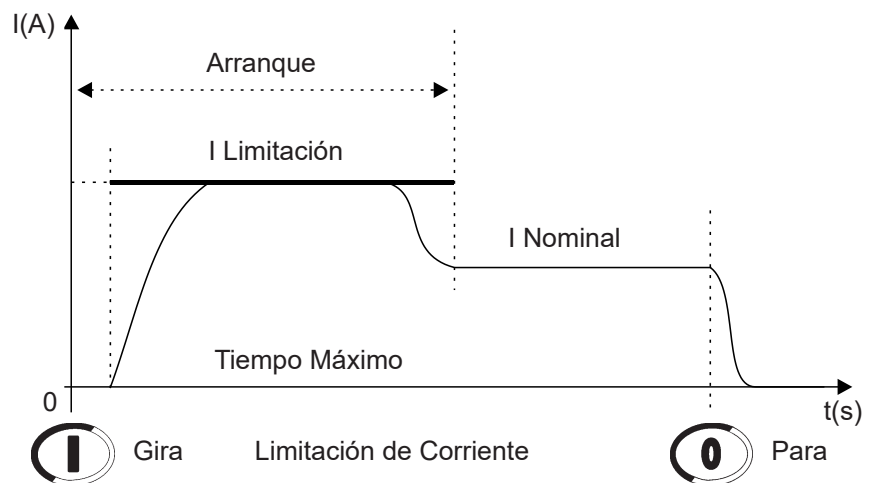 I(A)
Arranque
I Limitación
I Nominal
Tiempo Máximo
0
t(s)
I Gira Limitación de Corriente 0 Para